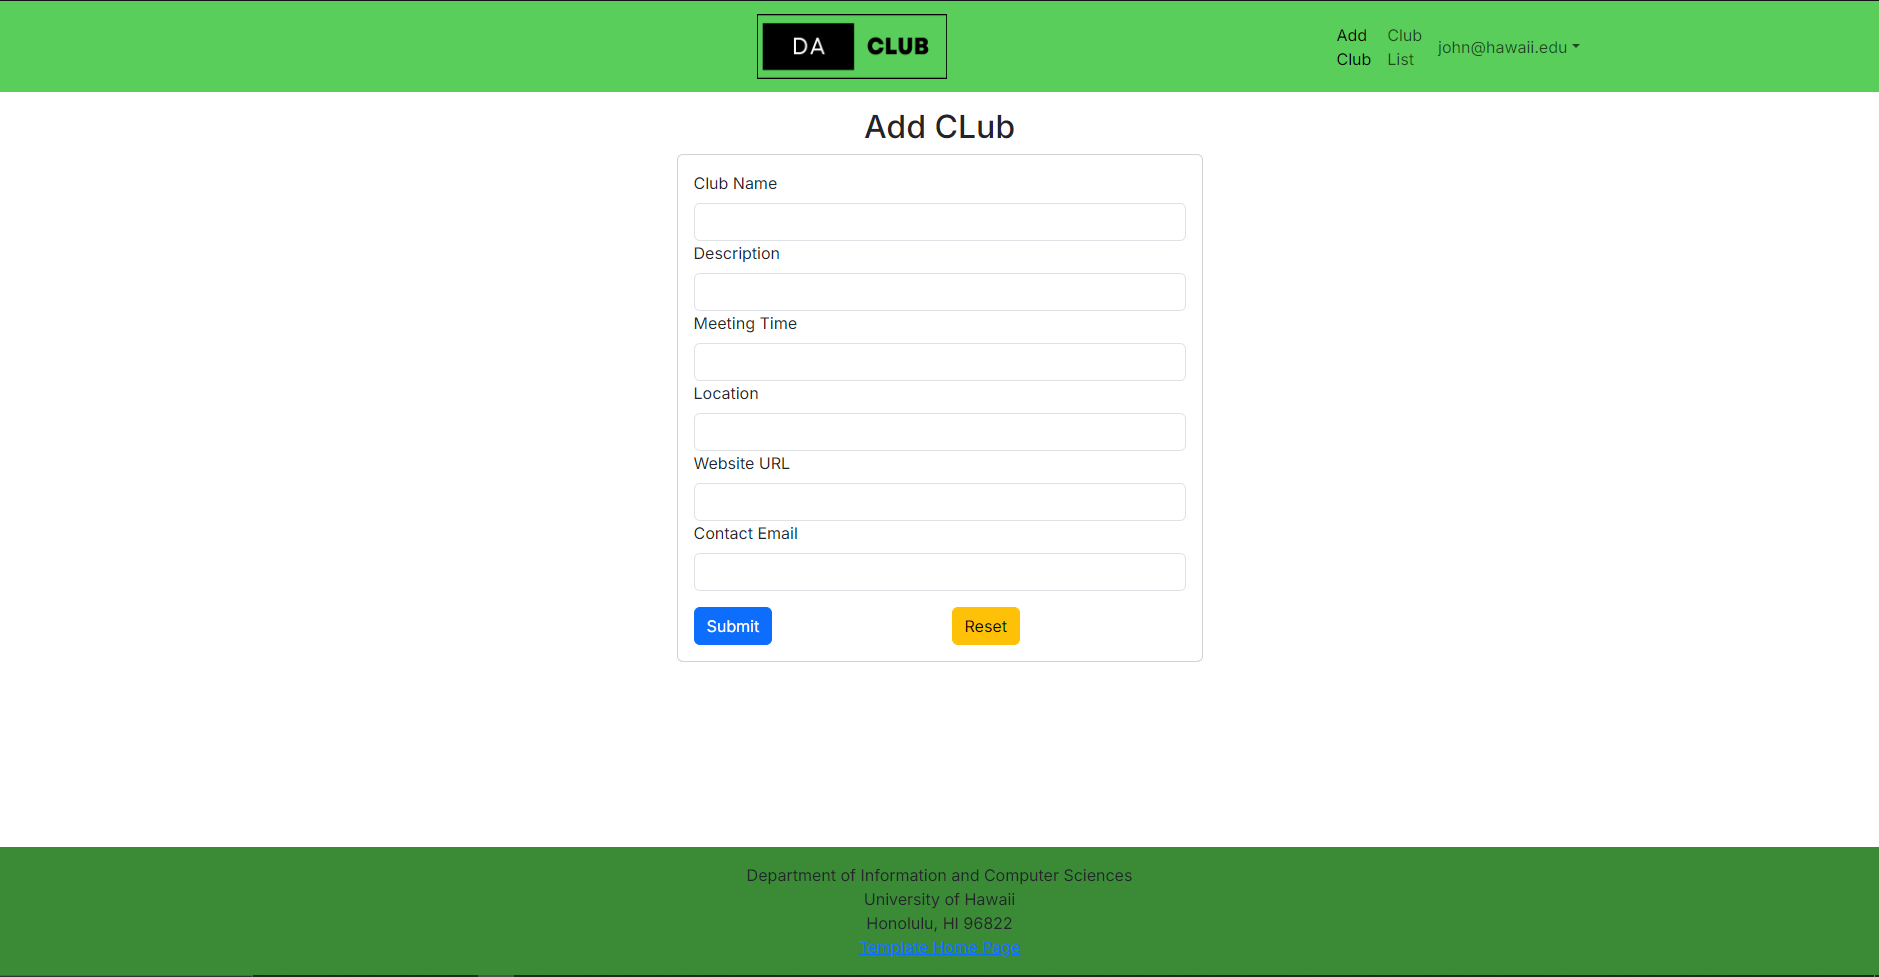 DA CLUB
Add Club
Club List
john@hawaii.edu
Add CLub
Club Name
Description
Meeting Time
Location
Website URL
Contact Email
Submit Reset
Department of Information and Computer Sciences
University of Hawaii
Honolulu, HI 96822
Template Home Page